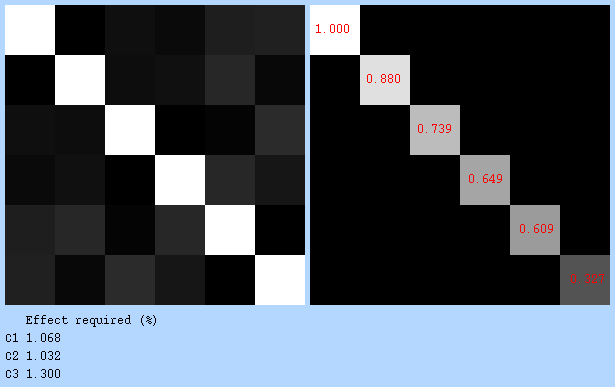 1.000
0.880
0.739
0.649
0.609
Effect required (%)
c1 1.068
c2 1.032
c3 1.300